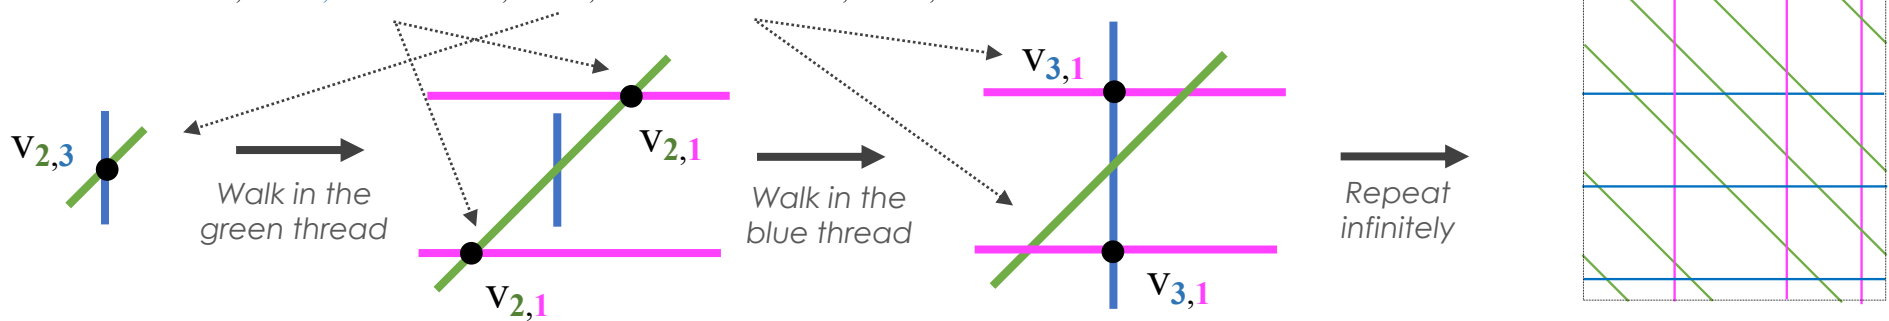 v2,3
Walk in the
green thread
v2,1
v2,1
Walk in the
blue thread
v3,1
v3,1
Repeat
infinitely